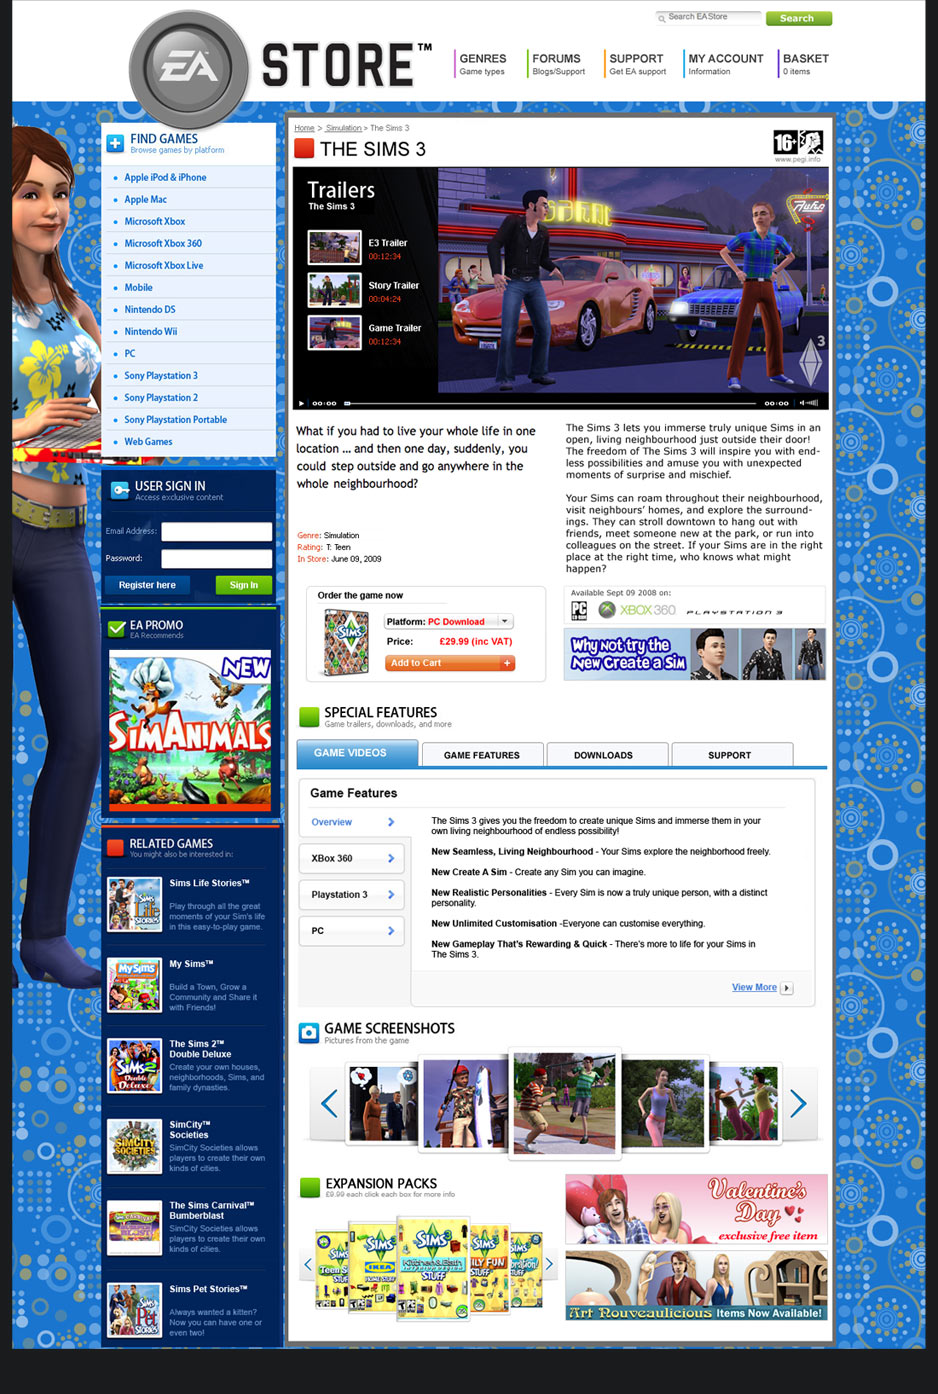 EA™
STORE™
Search EAStore
Search
GENRES
Game types
FORUMS
Blogs/Support
SUPPORT
Get EA support
MY ACCOUNT
Information
BASKET
0 items
FIND GAMES
Browse games by platform
Apple iPod & iPhone
Apple Mac
Microsoft Xbox
Microsoft Xbox 360
Microsoft Xbox Live
Mobile
Nintendo DS
Nintendo Wii
PC
Sony Playstation 3
Sony Playstation 2
Sony Playstation Portable
Web Games
USER SIGN IN
Access exclusive content
Email Address:
Password:
Register here
Sign In
EA PROMO
EA Recommends
NEW
SIMANIMALS
RELATED GAMES
You might also be interested in:
Sims Life Stories™
Play through all the great
moments of your Sim's life
in this easy-to-play game.
My Sims™
Build a Town, Grow a
Community and Share it
with Friends!
The Sims 2™
Double Deluxe
Create your own houses,
neighborhoods, Sims, and
family dynasties.
SimCity™
Societies
SimCity Societies allows
players to create their own
kinds of cities.
The Sims Carnival™
Bumberblast
SimCity Societies allows
players to create their own
kinds of cities.
Sims Pet Stories™
Always wanted a kitten?
Now you can have one or
even two!
Home > Simulation > The Sims 3
THE SIMS 3
16+
www.pegi.info
Trailers
The Sims 3
E3 Trailer
00:12:34
Story Trailer
00:04:24
Game Trailer
00:12:34
3
00:00
00:00
What if you had to live your whole life in one
location ... and then one day, suddenly, you
could step outside and go anywhere in the
whole neighbourhood?
Genre: Simulation
Rating: T: Teen
In Store: June 09, 2009
The Sims 3 lets you immerse truly unique Sims in an
open, living neighbourhood just outside their door!
The freedom of The Sims 3 will inspire you with end-
less possibilities and amuse you with unexpected
moments of surprise and mischief.
Your Sims can roam throughout their neighbourhood,
visit neighbours' homes, and explore the surround-
ings. They can stroll downtown to hang out with
friends, meet someone new at the park, or run into
colleagues on the street. If your Sims are in the right
place at the right time, who knows what might
happen?
Order the game now
Platform: PC Download
Price: £29.99 (inc VAT)
Add to Cart +
Available Sept 09 2008 on:
PC
CD-ROM
XBOX 360
PLAYSTATION 3
Why not try the
New Create a Sim
SPECIAL FEATURES
Game trailers, downloads, and more
GAME VIDEOS
GAME FEATURES
DOWNLOADS
SUPPORT
Game Features
Overview
XBox 360
Playstation 3
PC
The Sims 3 gives you the freedom to create unique Sims and immerse them in your
own living neighbourhood of endless possibility!
New Seamless, Living Neighbourhood - Your Sims explore the neighborhood freely.
New Create A Sim - Create any Sim you can imagine.
New Realistic Personalities - Every Sim is now a truly unique person, with a distinct
personality.
New Unlimited Customisation -Everyone can customise everything.
New Gameplay That's Rewarding & Quick - There's more to life for your Sims in
The Sims 3.
View More
GAME SCREENSHOTS
Pictures from the game
EXPANSION PACKS
£9.99 each click each box for more info
Valentine's
Day
exclusive free item
Art Nouveaulicious Items Now Available!